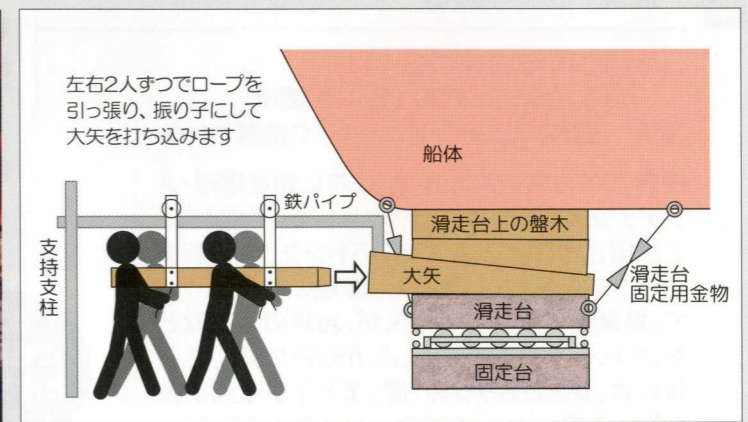 左右2人ずつでロープを
引っ張り、振り子にして
大矢を打ち込みます
船体
鉄パイプ
滑走台上の盤木
支持支柱
大矢
滑走台
固定用金物
滑走台
固定台